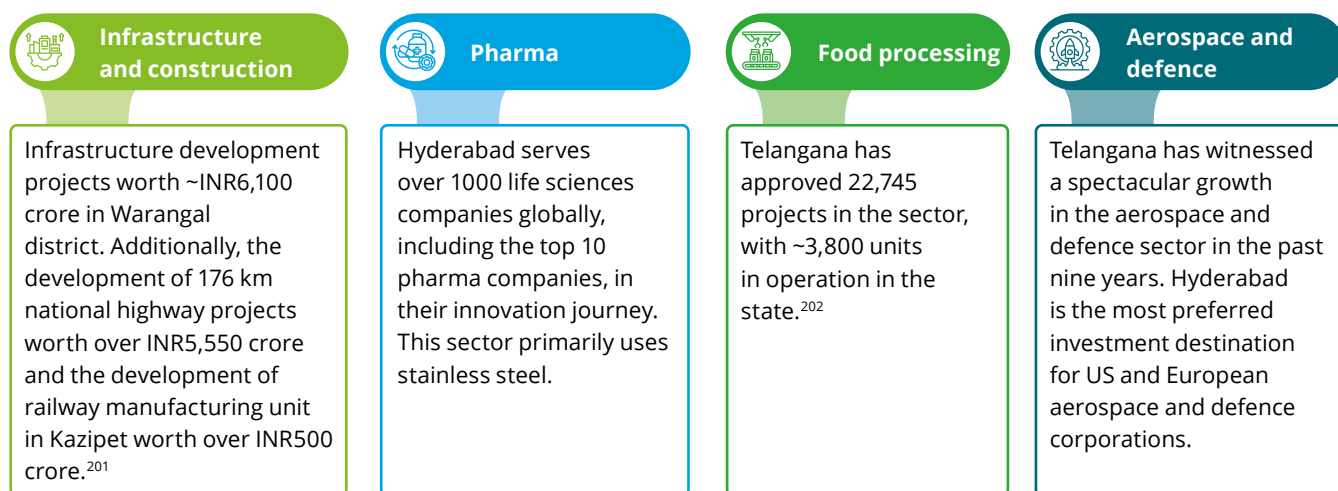 Infrastructure
and construction
Infrastructure development
projects worth ~INR6,100
crore in Warangal
district. Additionally, the
development of 176 km
national highway projects
worth over INR5,550 crore
and the development of
railway manufacturing unit
in Kazipet worth over INR500
crore.201
Pharma
Hyderabad serves
over 1000 life sciences
companies globally,
including the top 10
pharma companies, in
their innovation journey.
This sector primarily uses
stainless steel.
Food processing
Telangana has
approved 22,745
projects in the sector,
with ~3,800 units
in operation in the
state.202
Aerospace and
defence
Telangana has witnessed
a spectacular growth
in the aerospace and
defence sector in the past
nine years. Hyderabad
is the most preferred
investment destination
for US and European
aerospace and defence
corporations.